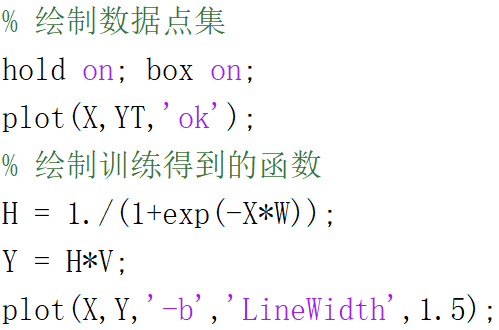 % 绘制数据点集
hold on; box on;
plot(X,YT,'ok');
% 绘制训练得到的函数
H = 1./(1+exp(-X*W));
Y = H*V;
plot(X,Y,'-b','LineWidth',1.5);